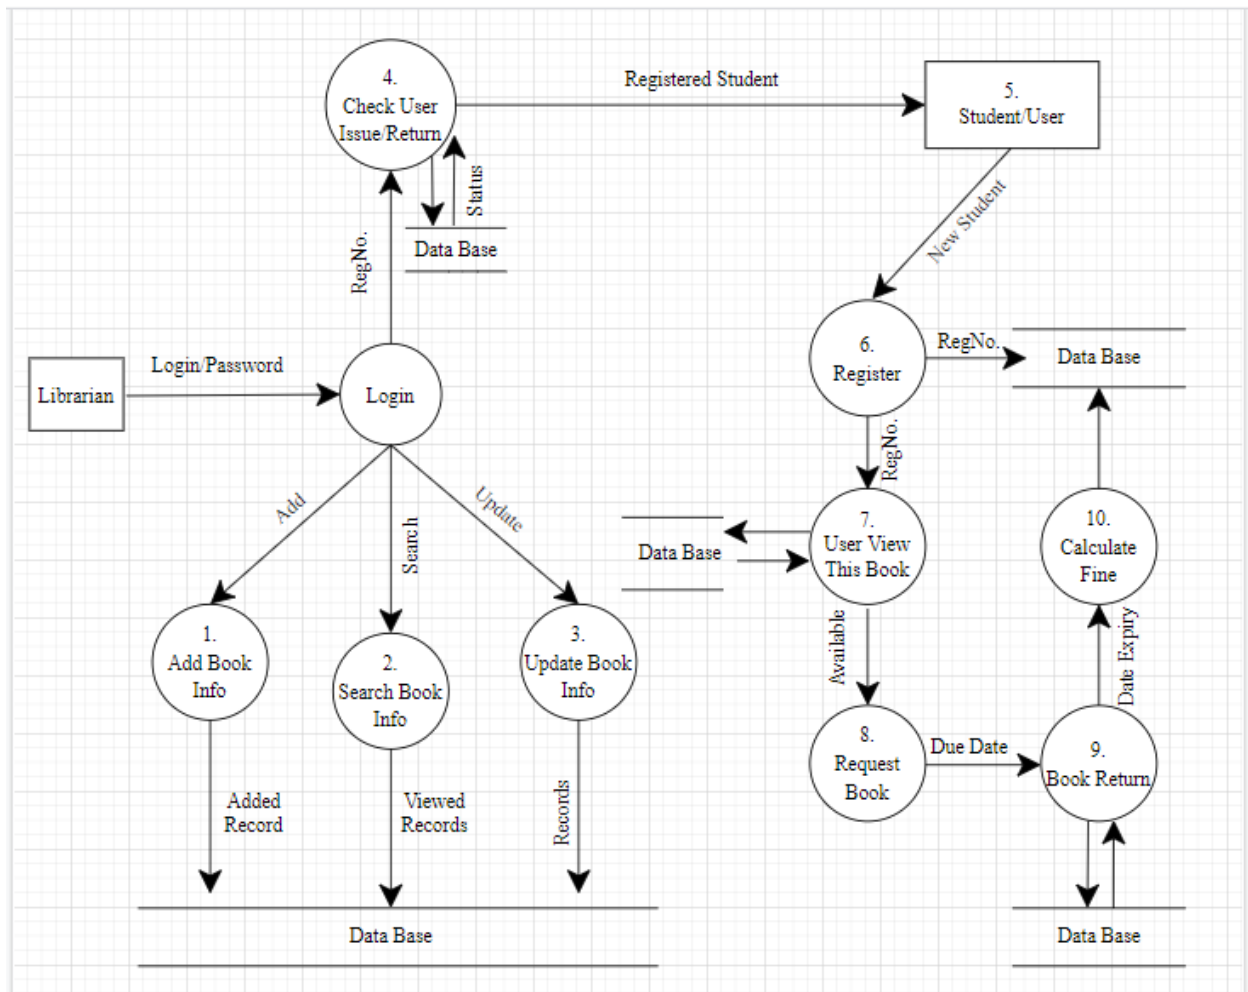 4.
Check User
Issue/Return
Registered Student
5.
Student/User
Status
New Student
Data Base
RegNo.
6.
Register
RegNo.
Data Base
Login/Password
Librarian
Login
RegNo.
Add
Update
Search
7.
User View
This Book
Data Base
10.
Calculate
Fine
1.
Add Book
Info
2.
Search Book
Info
3.
Update Book
Info
Available
Date Expiry
8.
Request
Book
Due Date
9.
Book Return
Added
Record
Viewed
Records
Records
Data Base
Data Base